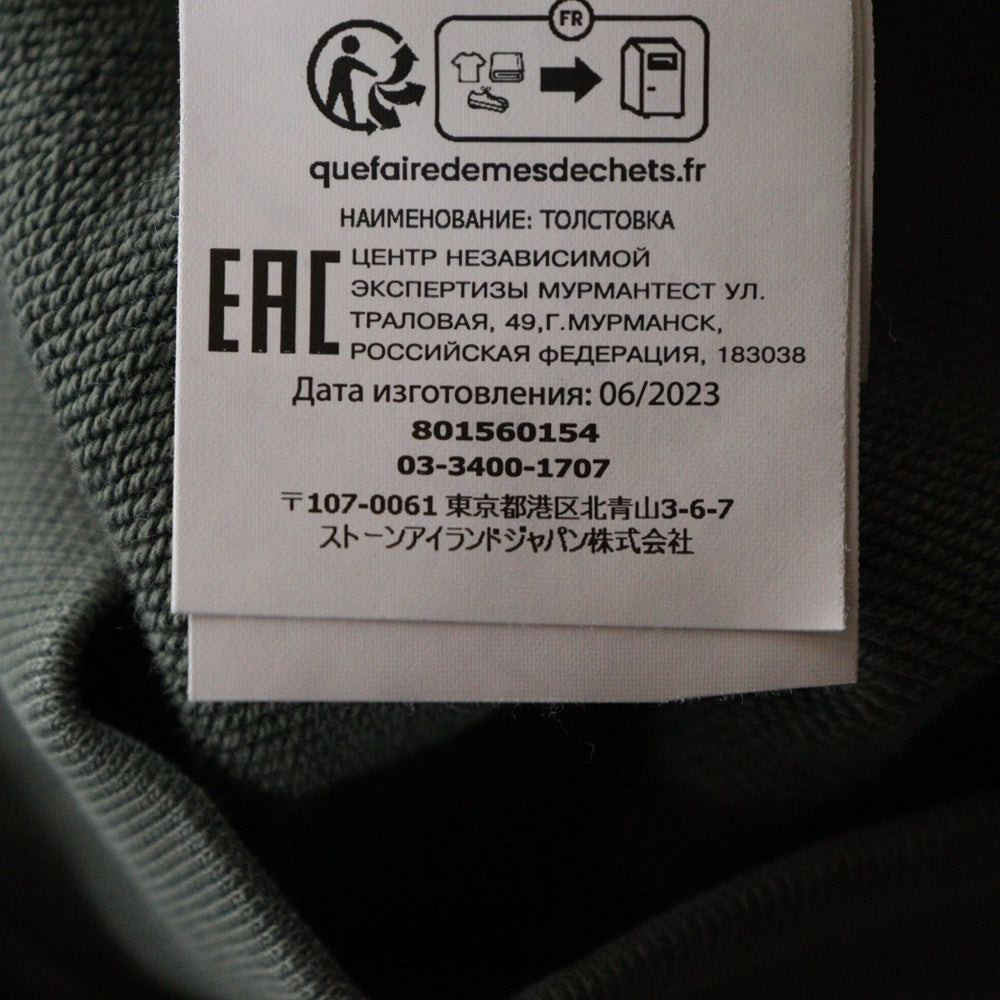 FR
quefairedemesdechets.fr
НАИМЕНОВАНИЕ: ТОЛСТОВКА
EAC
ЦЕНТР НЕЗАВИСИМОЙ
ЭКСПЕРТИЗЫ МУРМАНТЕСТ УЛ.
ТРАЛОВАЯ, 49,Г.МУРМАНСК,
РОССИЙСКАЯ фЕДЕРАЦИЯ, 183038
Дата изготовления: 06/2023
801560154
03-3400-1707
〒107-0061 東京都港区北青山3-6-7
ストーンアイランドジャパン株式会社